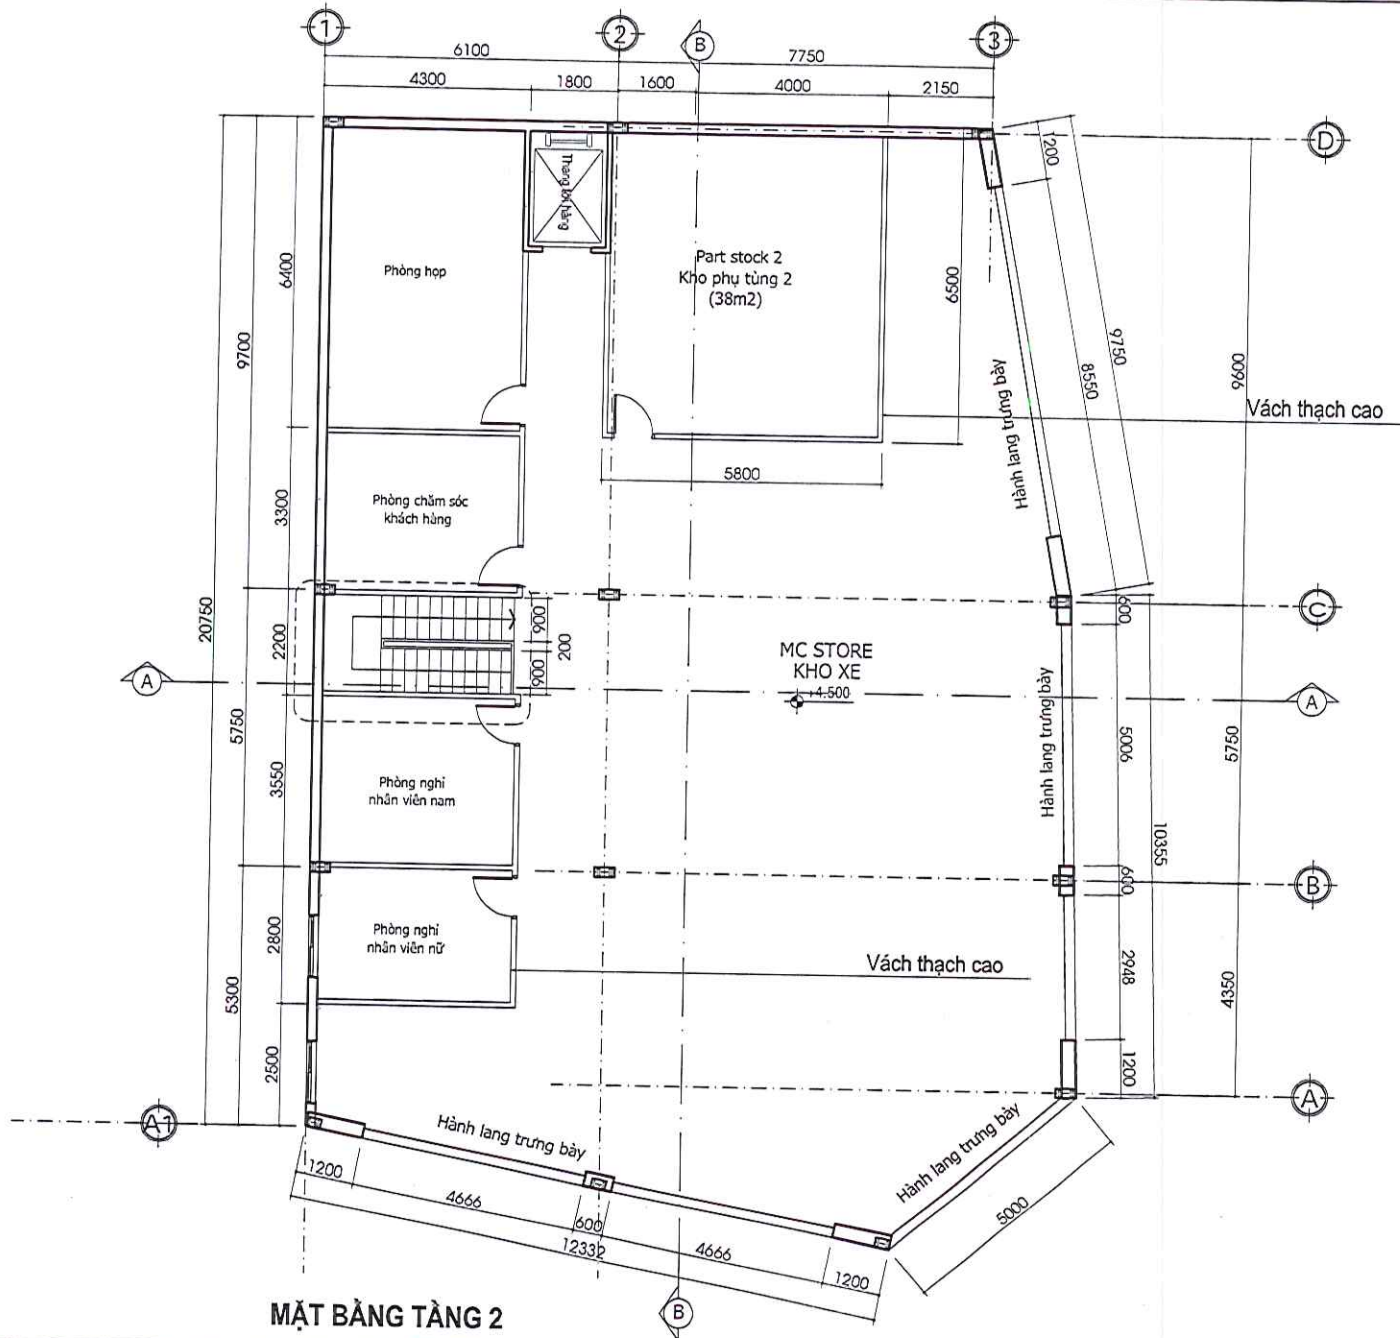 1
2
3
B
6100
7750
4300
1800
1600
4000
2150
D
1200
Phòng họp
Part stock 2
Kho phụ tùng 2
(38m2)
6400
6500
9700
9750
8550
9600
Hành lang trưng bày
Vách thạch cao
5800
Phòng chăm sóc
khách hàng
3300
20750
2200
900
200
900
600
C
MC STORE
KHO XE
+4.500
A
A
Hành lang trưng bày
5750
5006
5750
3550
Phòng nghỉ
nhân viên nam
10355
600
B
Phòng nghỉ
nhân viên nữ
2800
Vách thạch cao
2948
5300
4350
2500
1200
A
A1
Hành lang trưng bày
Hành lang trưng bày
1200
4666
600
12332
4666
1200
5000
B
MẶT BẰNG TẦNG 2